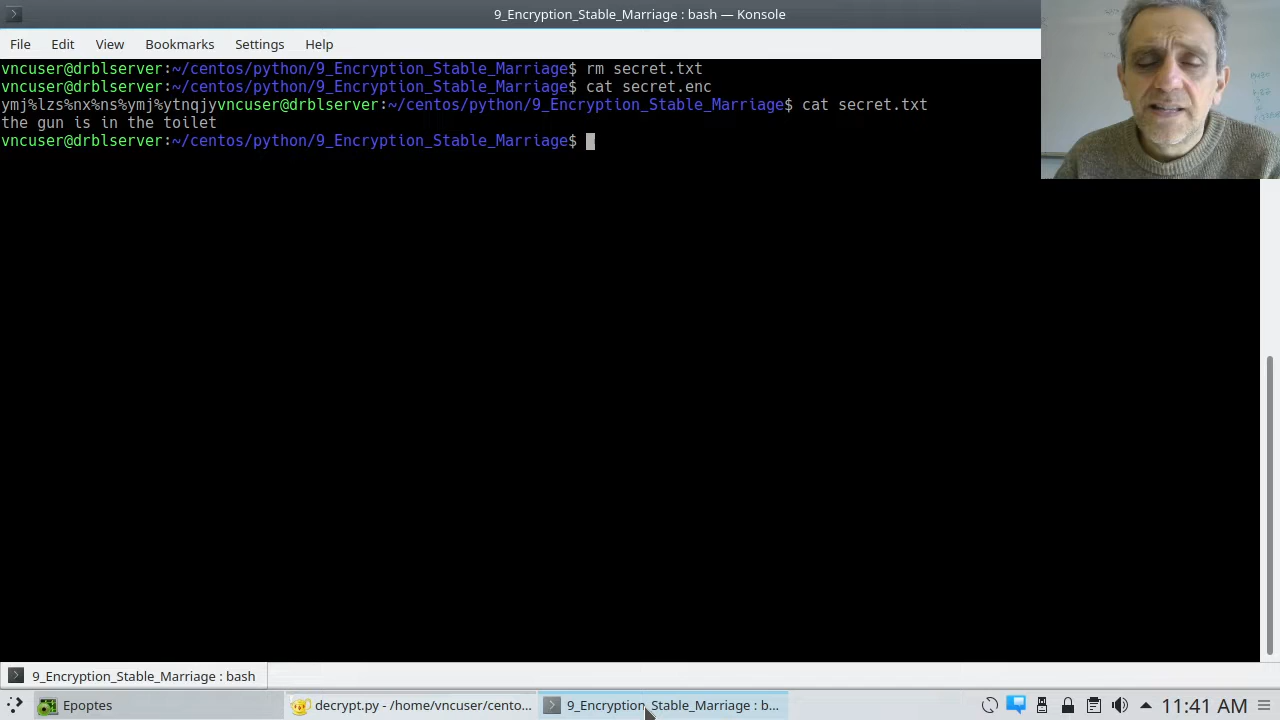 9_Encryption_Stable_Marriage : bash — Konsole
File Edit View Bookmarks Settings Help
vncuser@drblserver:~/centos/python/9_Encryption_Stable_Marriage$ rm secret.txt
vncuser@drblserver:~/centos/python/9_Encryption_Stable_Marriage$ cat secret.enc
ymj%lzs%nx%ns%ymj%ytnqjyvncuser@drblserver:~/centos/python/9_Encryption_Stable_Marriage$ cat secret.txt
the gun is in the toilet
vncuser@drblserver:~/centos/python/9_Encryption_Stable_Marriage$
9_Encryption_Stable_Marriage : bash
Epoptes decrypt.py - /home/vncuser/cento... 9_Encryption_Stable_Marriage : b... 11:41 AM